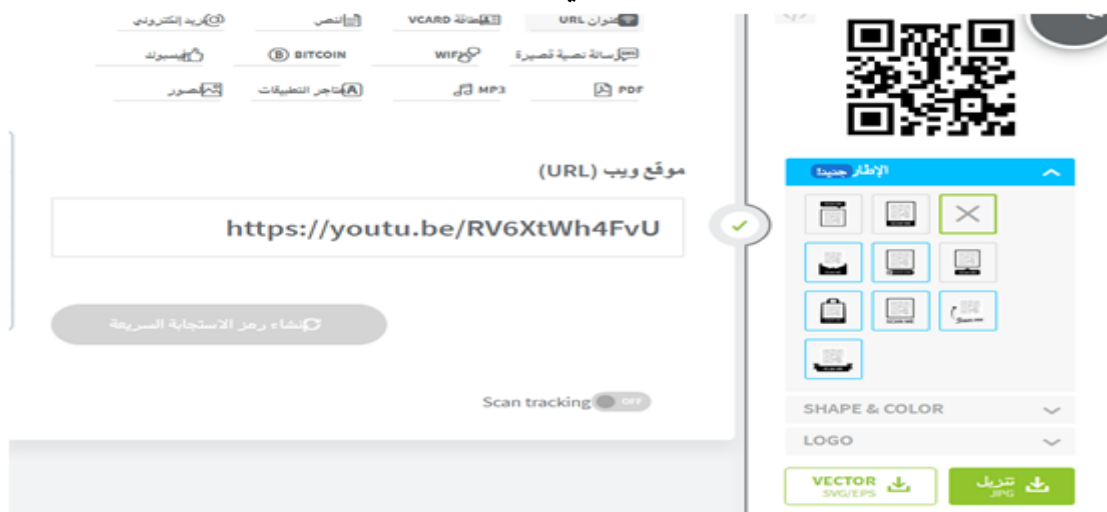 عنوان URL
بطاقة VCARD
النص
بريد إلكتروني
رسالة نصية قصيرة
WIFI
BITCOIN
فيسبوك
PDF
MP3
متاجر التطبيقات
الصور
موقع ويب (URL)
https://youtu.be/RV6XtWh4FvU
إنشاء رمز الاستجابة السريعة
Scan tracking OFF
الإطار جديد!
SHAPE & COLOR
LOGO
VECTOR
SVG/EPS
تنزيل
JPG